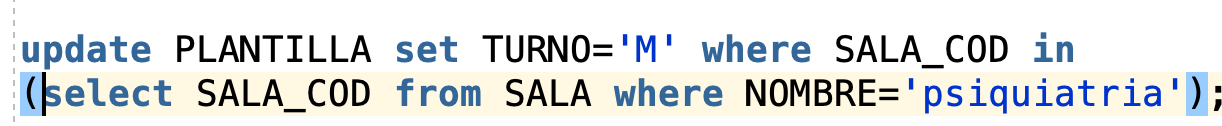 update PLANTILLA set TURNO='M' where SALA_COD in
(select SALA_COD from SALA where NOMBRE='psiquiatria');